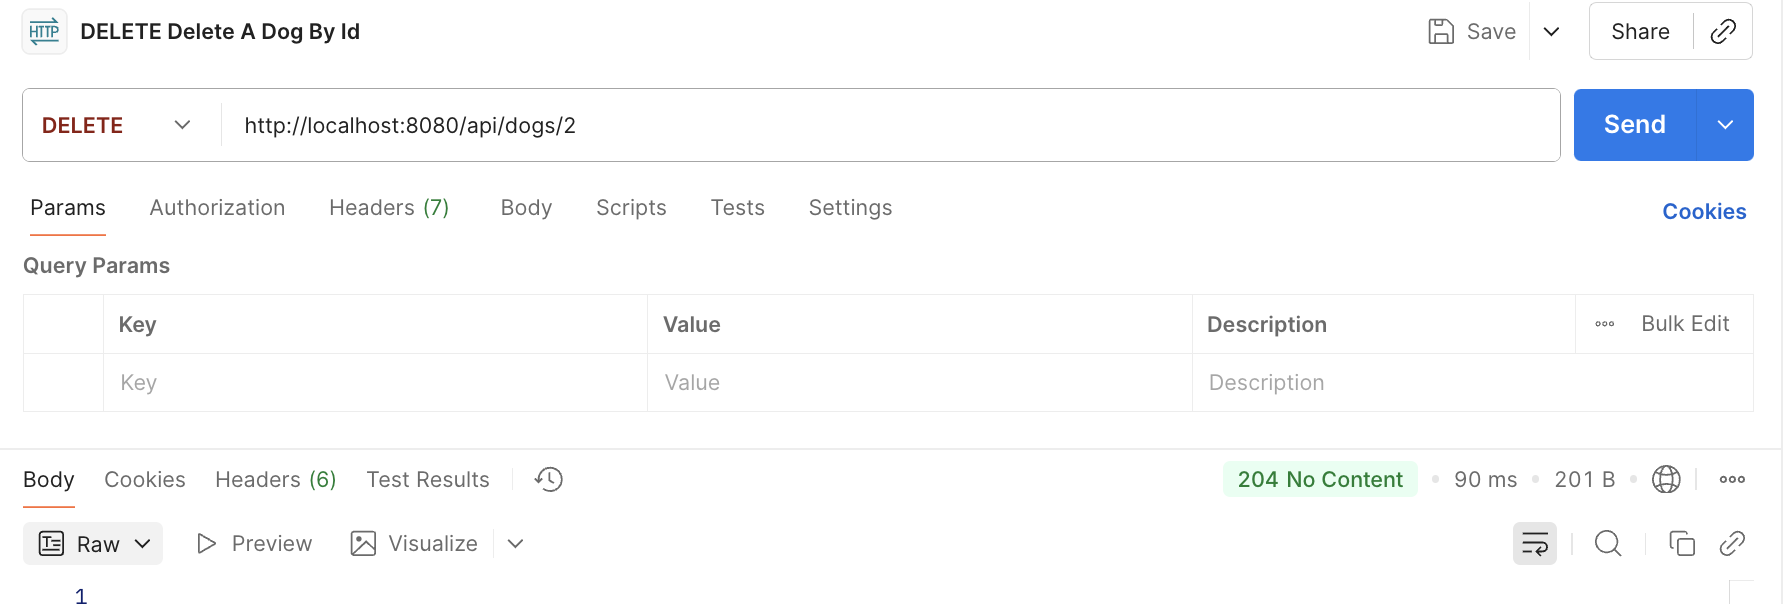 HTTP DELETE Delete A Dog By Id Save Share
DELETE http://localhost:8080/api/dogs/2 Send
Params Authorization Headers (7) Body Scripts Tests Settings Cookies
Query Params
Key Value Description Bulk Edit
Key Value Description
Body Cookies Headers (6) Test Results 204 No Content • 90 ms • 201 B •
Raw Preview Visualize
1